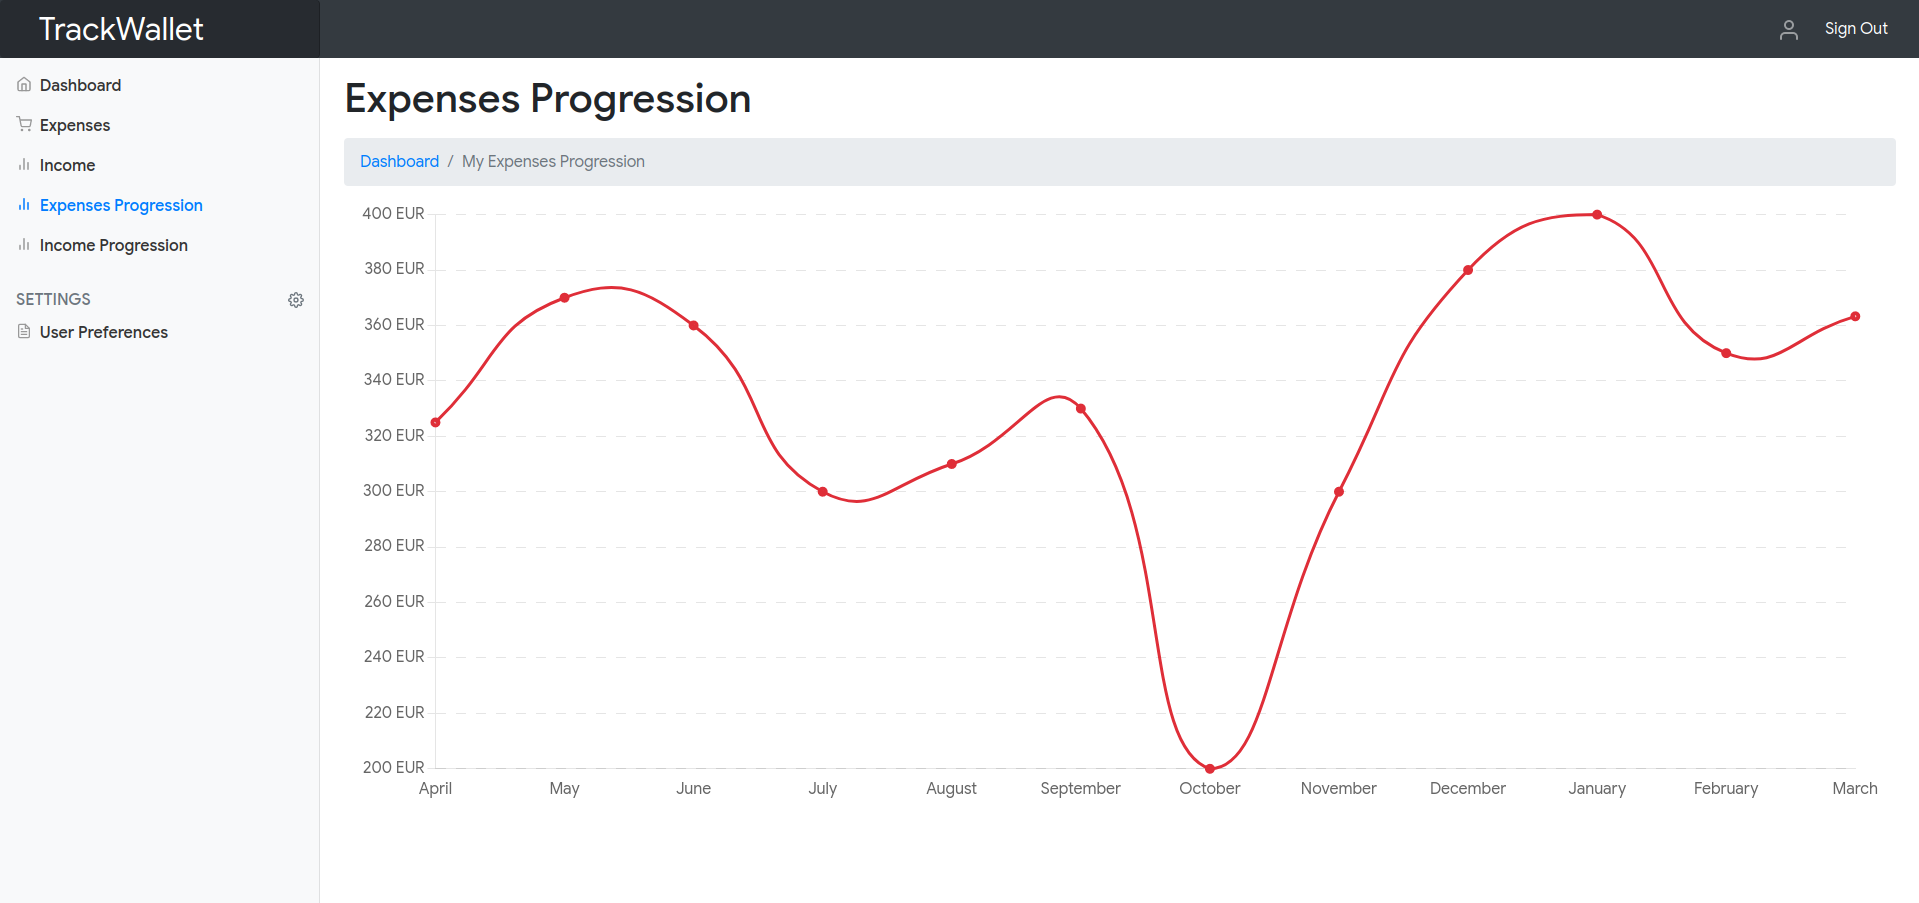 TrackWallet
Sign Out
Dashboard
Expenses
Income
Expenses Progression
Income Progression
SETTINGS
User Preferences
Expenses Progression
Dashboard / My Expenses Progression
400 EUR
380 EUR
360 EUR
340 EUR
320 EUR
300 EUR
280 EUR
260 EUR
240 EUR
220 EUR
200 EUR
April May June July August September October November December January February March